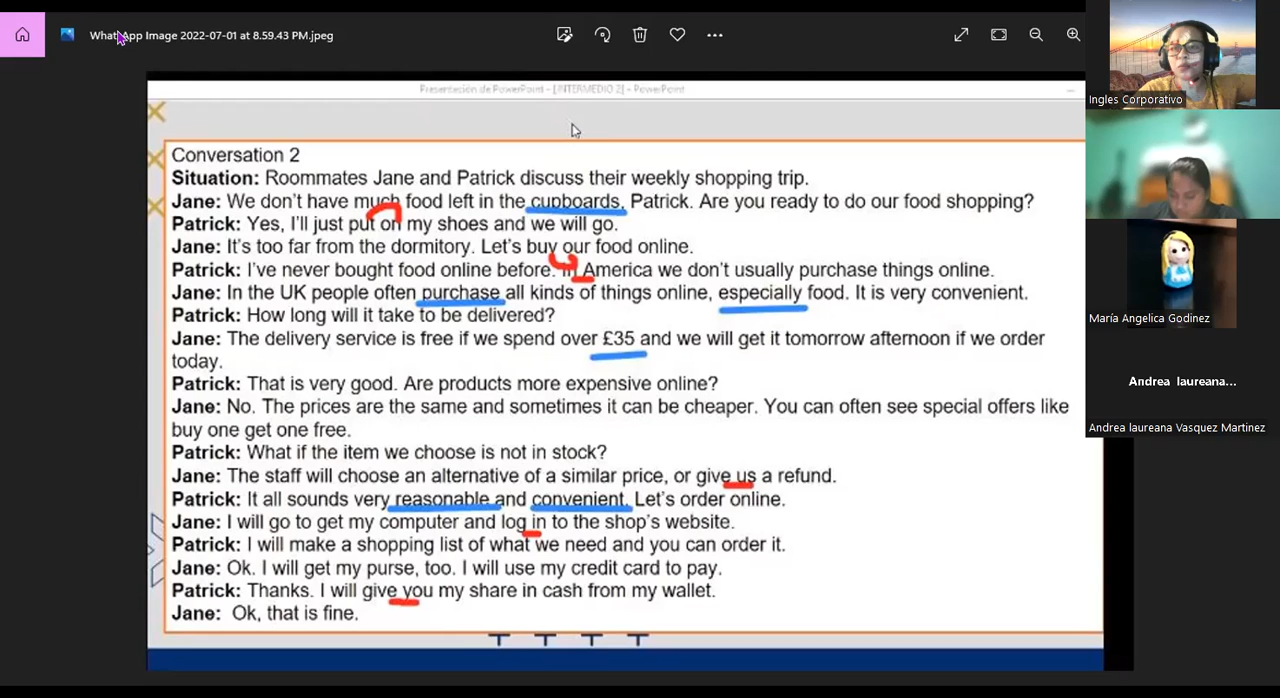 WhatsApp Image 2022-07-01 at 8.59.43 PM.jpeg
Presentación de PowerPoint - [INTERMEDIO 2] - PowerPoint
Conversation 2
Situation: Roommates Jane and Patrick discuss their weekly shopping trip.
Jane: We don't have much food left in the cupboards, Patrick. Are you ready to do our food shopping?
Patrick: Yes, I'll just put on my shoes and we will go.
Jane: It's too far from the dormitory. Let's buy our food online.
Patrick: I've never bought food online before. In America we don't usually purchase things online.
Jane: In the UK people often purchase all kinds of things online, especially food. It is very convenient.
Patrick: How long will it take to be delivered?
Jane: The delivery service is free if we spend over £35 and we will get it tomorrow afternoon if we order
today.
Patrick: That is very good. Are products more expensive online?
Jane: No. The prices are the same and sometimes it can be cheaper. You can often see special offers like
buy one get one free.
Patrick: What if the item we choose is not in stock?
Jane: The staff will choose an alternative of a similar price, or give us a refund.
Patrick: It all sounds very reasonable and convenient. Let's order online.
Jane: I will go to get my computer and log in to the shop's website.
Patrick: I will make a shopping list of what we need and you can order it.
Jane: Ok. I will get my purse, too. I will use my credit card to pay.
Patrick: Thanks. I will give you my share in cash from my wallet.
Jane: Ok, that is fine.
Ingles Corporativo
María Angelica Godinez
Andrea laureana...
Andrea laureana Vasquez Martinez